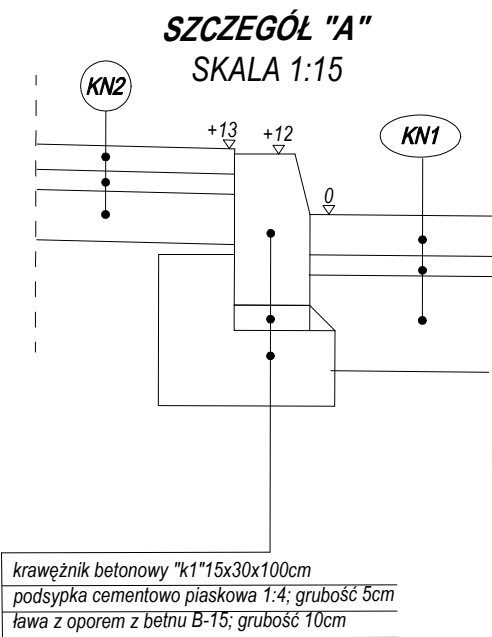 SZCZEGÓŁ "A"
SKALA 1:15
KN2
+13
+12
KN1
0
krawężnik betonowy "k1"15x30x100cm
podsypka cementowo piaskowa 1:4; grubość 5cm
ława z oporem z betnu B-15; grubość 10cm